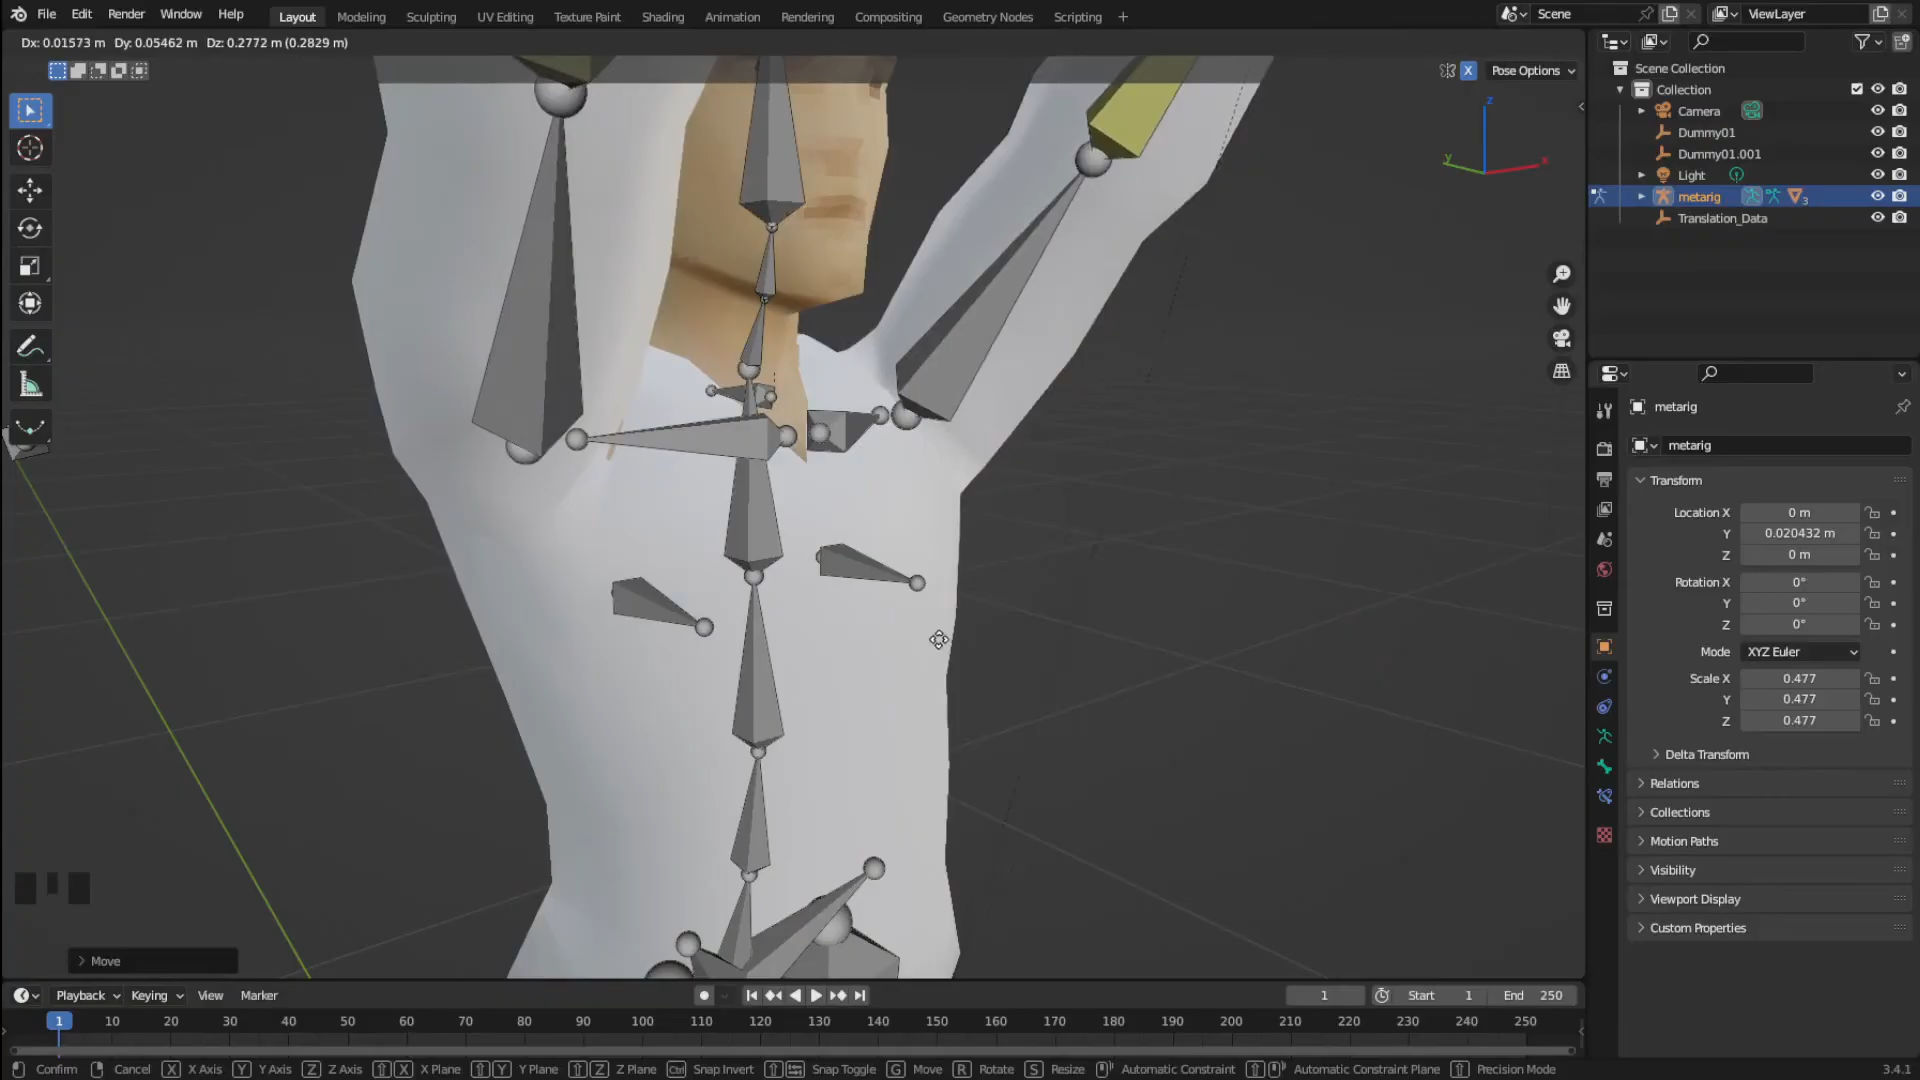 File Edit Render Window Help Layout Modeling Sculpting UV Editing Texture Paint Shading Animation Rendering Compositing Geometry Nodes Scripting + Scene ViewLayer
Dx: 0.01573 m Dy: 0.05462 m Dz: 0.2772 m (0.2829 m)
X Pose Options
Scene Collection
Collection
Camera
Dummy01
Dummy01.001
Light
metarig 3
Translation_Data
z
y
x
metarig
metarig
Transform
Location X 0 m
Y 0.020432 m
Z 0 m
Rotation X 0°
Y 0°
Z 0°
Mode XYZ Euler
Scale X 0.477
Y 0.477
Z 0.477
Delta Transform
Relations
Collections
Motion Paths
Visibility
Viewport Display
Custom Properties
Move
Playback Keying View Marker 1 Start 1 End 250
1 10 20 30 40 50 60 70 80 90 100 110 120 130 140 150 160 170 180 190 200 210 220 230 240 250
Confirm Cancel X X Axis Y Y Axis Z Z Axis X X Plane Y Y Plane Z Z Plane Ctrl Snap Invert Snap Toggle G Move R Rotate S Resize Automatic Constraint Automatic Constraint Plane Precision Mode 3.4.1